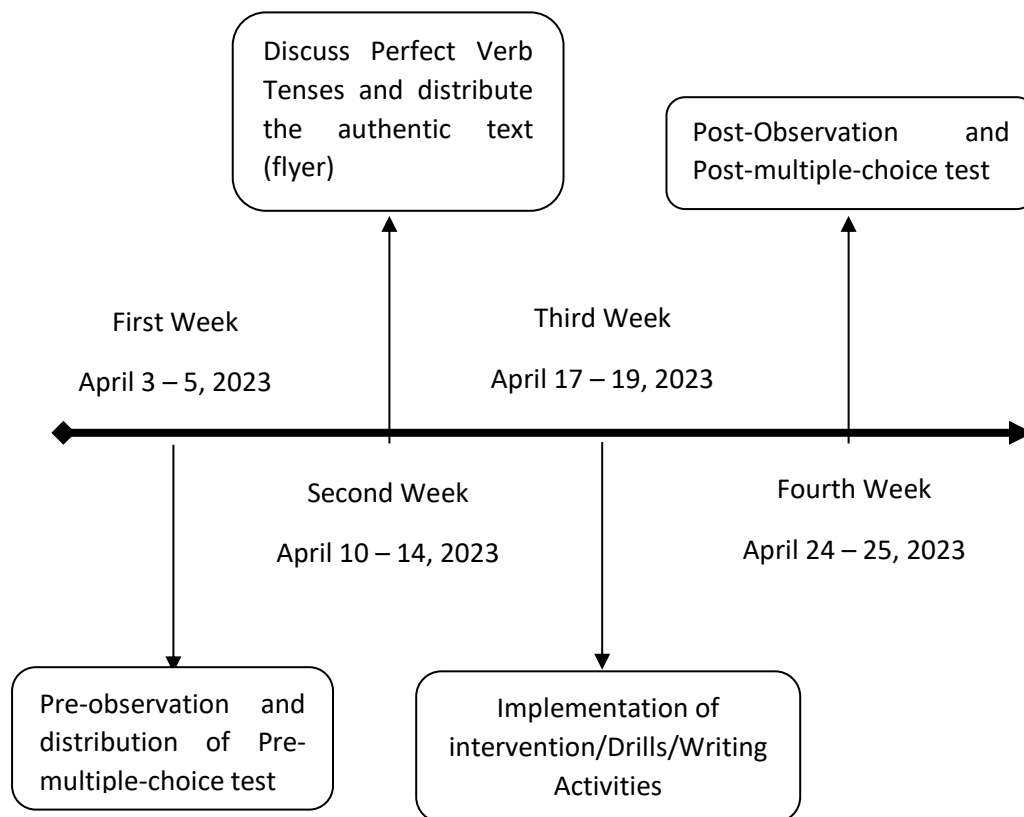 Discuss Perfect Verb
Tenses and distribute
the authentic text
(flyer)
Post-Observation and
Post-multiple-choice test
First Week
April 3 – 5, 2023
Third Week
April 17 – 19, 2023
Second Week
April 10 – 14, 2023
Fourth Week
April 24 – 25, 2023
Pre-observation and
distribution of Pre-
multiple-choice test
Implementation of
intervention/Drills/Writing
Activities